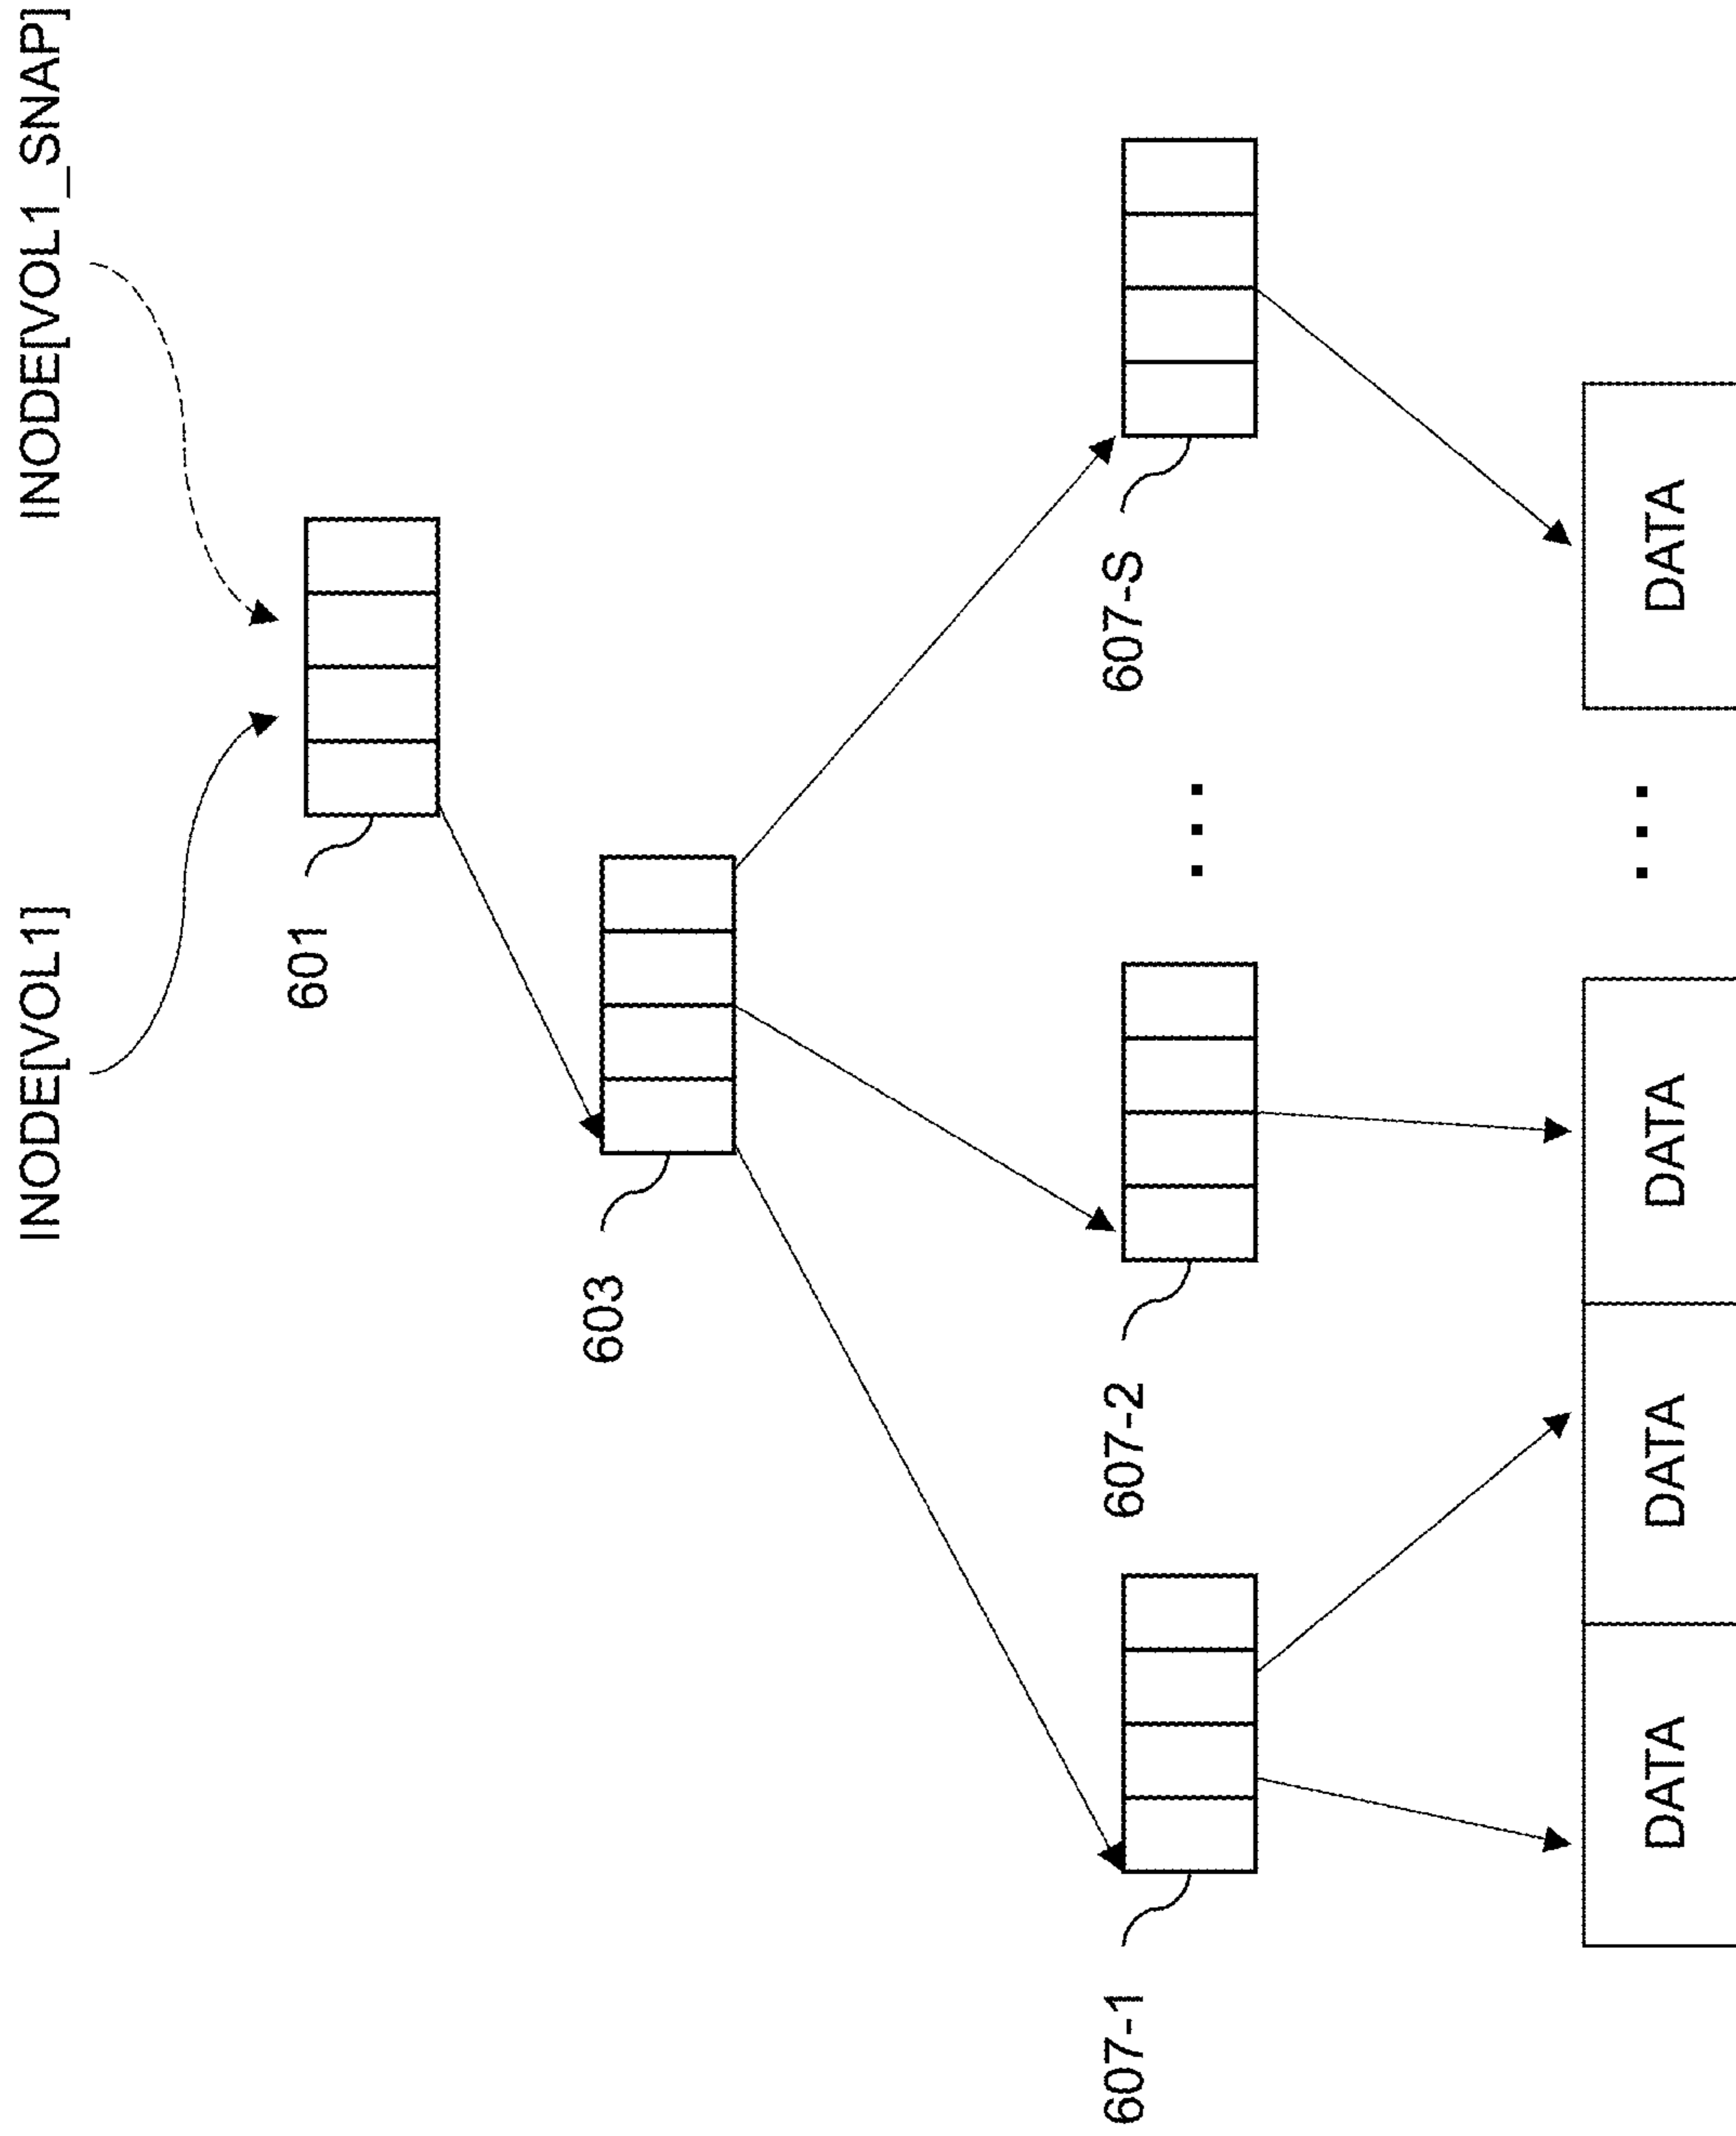 INODE[VOL1]
INODE[VOL1_SNAP]
601
603
607-1
607-2
...
607-S
DATA
DATA
DATA
...
DATA